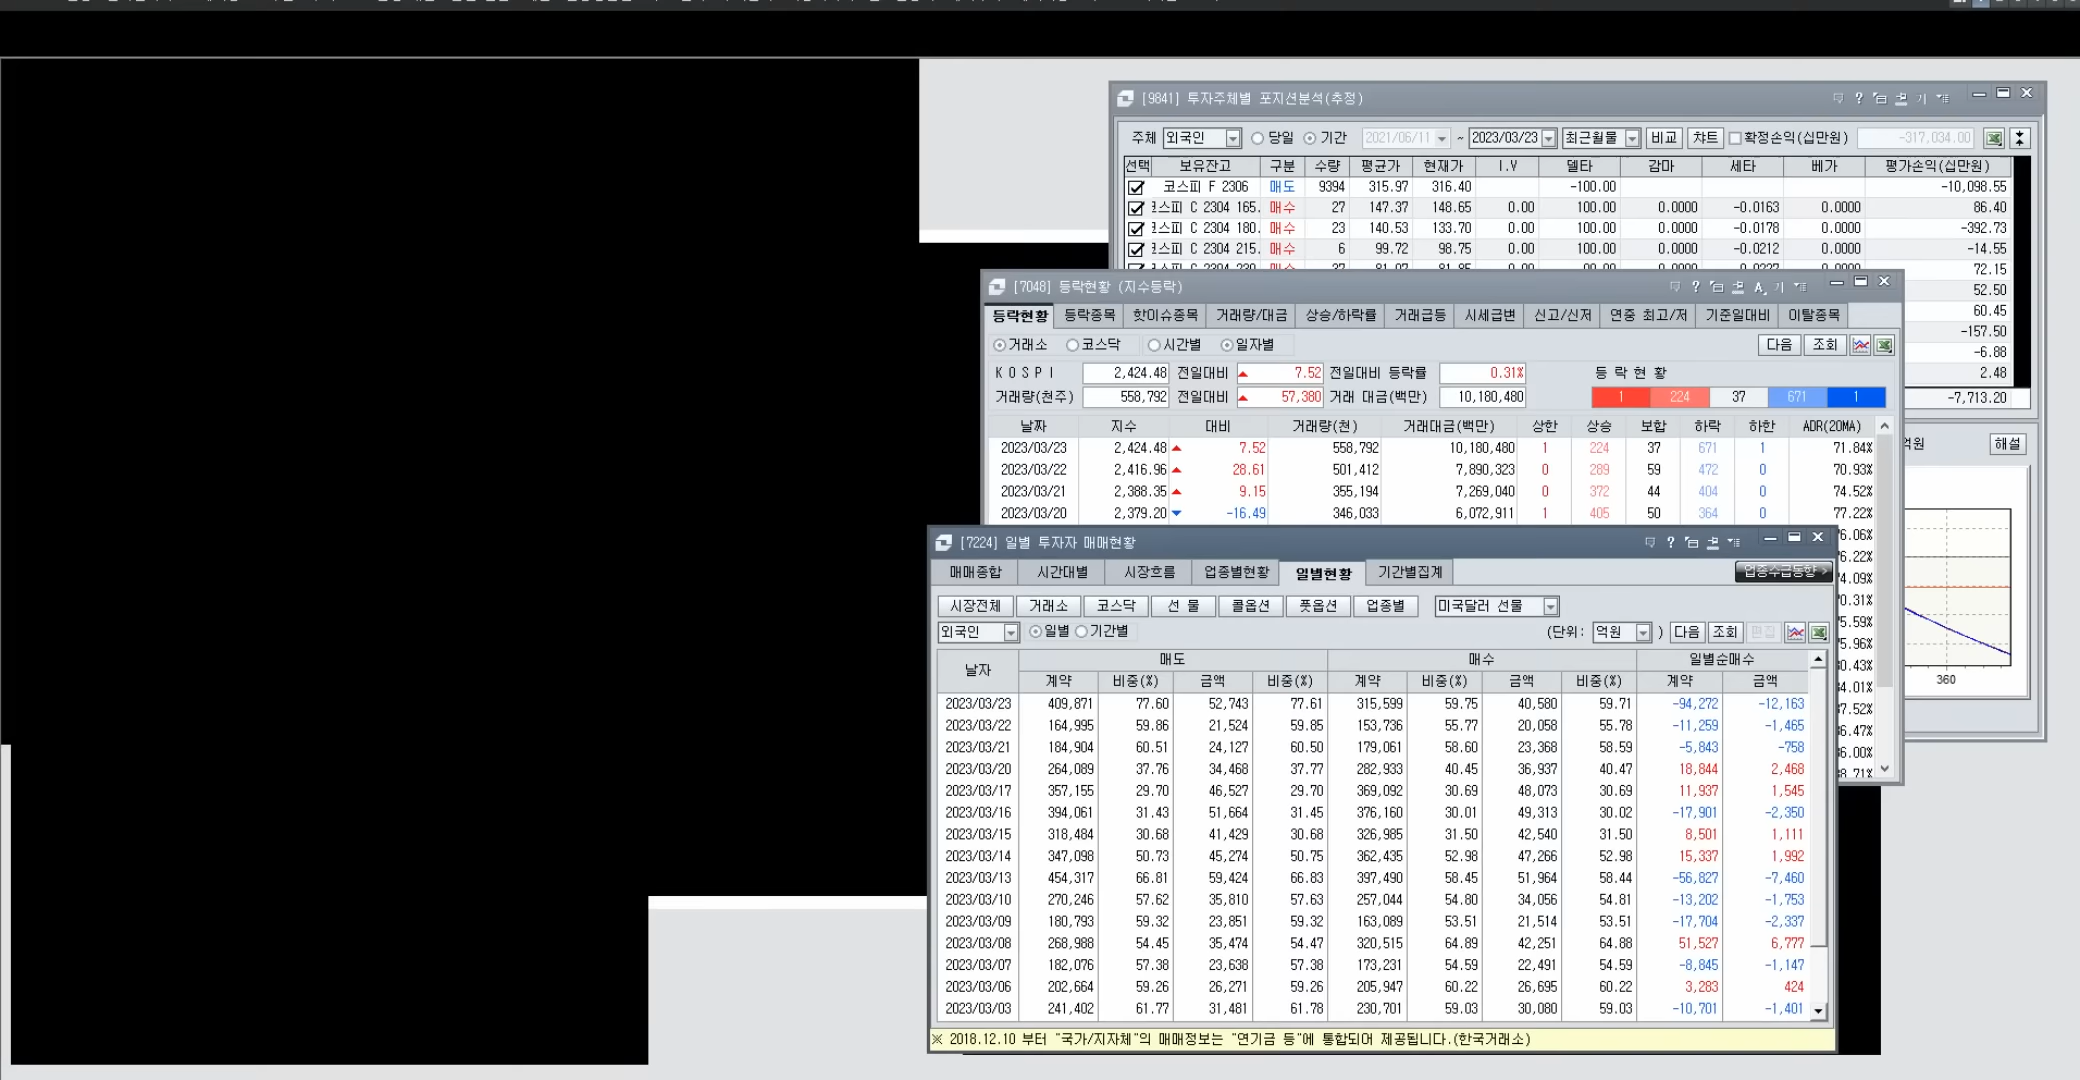 [9841] 투자주체별 포지션분석(추정)
주체 외국인 당일 기간 2021/06/11 ~ 2023/03/23 최근월물 비교 챠트 확정손익(십만원) -317,034.00
선택 보유잔고 구분 수량 평균가 현재가 I.V 델타 감마 세타 베가 평가손익(십만원)
코스피 F 2306 매도 9394 315.97 316.40 -100.00 -10,098.55
스피 C 2304 165. 매수 27 147.37 148.65 0.00 100.00 0.0000 -0.0163 0.0000 86.40
스피 C 2304 180. 매수 23 140.53 133.70 0.00 100.00 0.0000 -0.0178 0.0000 -392.73
스피 C 2304 215. 매수 6 99.72 98.75 0.00 100.00 0.0000 -0.0212 0.0000 -14.55
72.15
52.50
60.45
-157.50
-6.88
2.48
-7,713.20
억원 해설
360
[7048] 등락현황 (지수등락)
등락현황 등락종목 핫이슈종목 거래량/대금 상승/하락률 거래급등 시세급변 신고/신저 연중 최고/저 기준일대비 이탈종목
거래소 코스닥 시간별 일자별 다음 조회
KOSPI 2,424.48 전일대비 ▲ 7.52 전일대비 등락률 0.31% 등 락 현 황
거래량(천주) 558,792 전일대비 ▲ 57,380 거래 대금(백만) 10,180,480 1 224 37 671 1
날짜 지수 대비 거래량(천) 거래대금(백만) 상한 상승 보합 하락 하한 ADR(20MA)
2023/03/23 2,424.48 ▲ 7.52 558,792 10,180,480 1 224 37 671 1 71.84%
2023/03/22 2,416.96 ▲ 28.61 501,412 7,890,323 0 289 59 472 0 70.93%
2023/03/21 2,388.35 ▲ 9.15 355,194 7,269,040 0 372 44 404 0 74.52%
2023/03/20 2,379.20 ▼ -16.49 346,033 6,072,911 1 405 50 364 0 77.22%
[7224] 일별 투자자 매매현황
매매종합 시간대별 시장흐름 업종별현황 일별현황 기간별집계 업종수급동향 >
시장전체 거래소 코스닥 선 물 콜옵션 풋옵션 업종별 미국달러 선물
외국인 일별 기간별 (단위: 억원 ) 다음 조회 편집
날자 매도 매수 일별순매수
계약 비중(%) 금액 비중(%) 계약 비중(%) 금액 비중(%) 계약 금액
2023/03/23 409,871 77.60 52,743 77.61 315,599 59.75 40,580 59.71 -94,272 -12,163
2023/03/22 164,995 59.86 21,524 59.85 153,736 55.77 20,058 55.78 -11,259 -1,465
2023/03/21 184,904 60.51 24,127 60.50 179,061 58.60 23,368 58.59 -5,843 -758
2023/03/20 264,089 37.76 34,468 37.77 282,933 40.45 36,937 40.47 18,844 2,468
2023/03/17 357,155 29.70 46,527 29.70 369,092 30.69 48,073 30.69 11,937 1,545
2023/03/16 394,061 31.43 51,664 31.45 376,160 30.01 49,313 30.02 -17,901 -2,350
2023/03/15 318,484 30.68 41,429 30.68 326,985 31.50 42,540 31.50 8,501 1,111
2023/03/14 347,098 50.73 45,274 50.75 362,435 52.98 47,266 52.98 15,337 1,992
2023/03/13 454,317 66.81 59,424 66.83 397,490 58.45 51,964 58.44 -56,827 -7,460
2023/03/10 270,246 57.62 35,810 57.63 257,044 54.80 34,056 54.81 -13,202 -1,753
2023/03/09 180,793 59.32 23,851 59.32 163,089 53.51 21,514 53.51 -17,704 -2,337
2023/03/08 268,988 54.45 35,474 54.47 320,515 64.89 42,251 64.88 51,527 6,777
2023/03/07 182,076 57.38 23,638 57.38 173,231 54.59 22,491 54.59 -8,845 -1,147
2023/03/06 202,664 59.26 26,271 59.26 205,947 60.22 26,695 60.22 3,283 424
2023/03/03 241,402 61.77 31,481 61.78 230,701 59.03 30,080 59.03 -10,701 -1,401
※ 2018.12.10 부터 "국가/지자체"의 매매정보는 "연기금 등"에 통합되어 제공됩니다.(한국거래소)